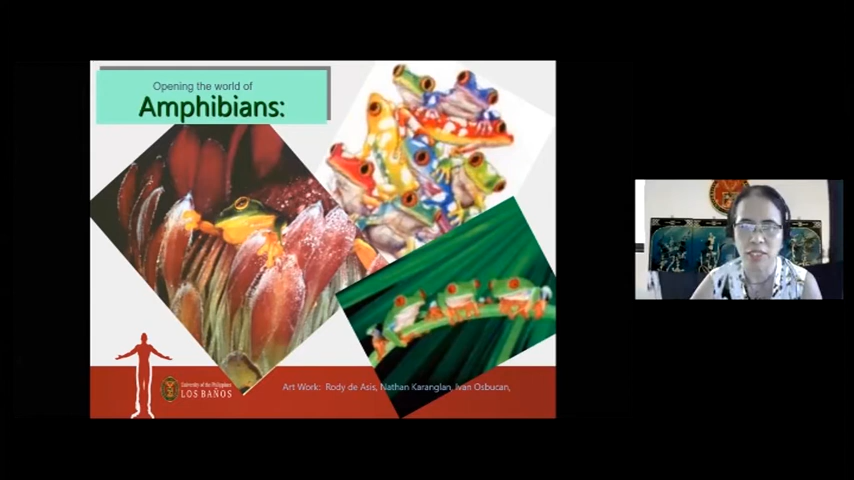 Opening the world of
Amphibians:
University of the Philippines
LOS BAÑOS
Art Work: Rody de Asis, Nathan Karanglan, Ivan Osbucan,